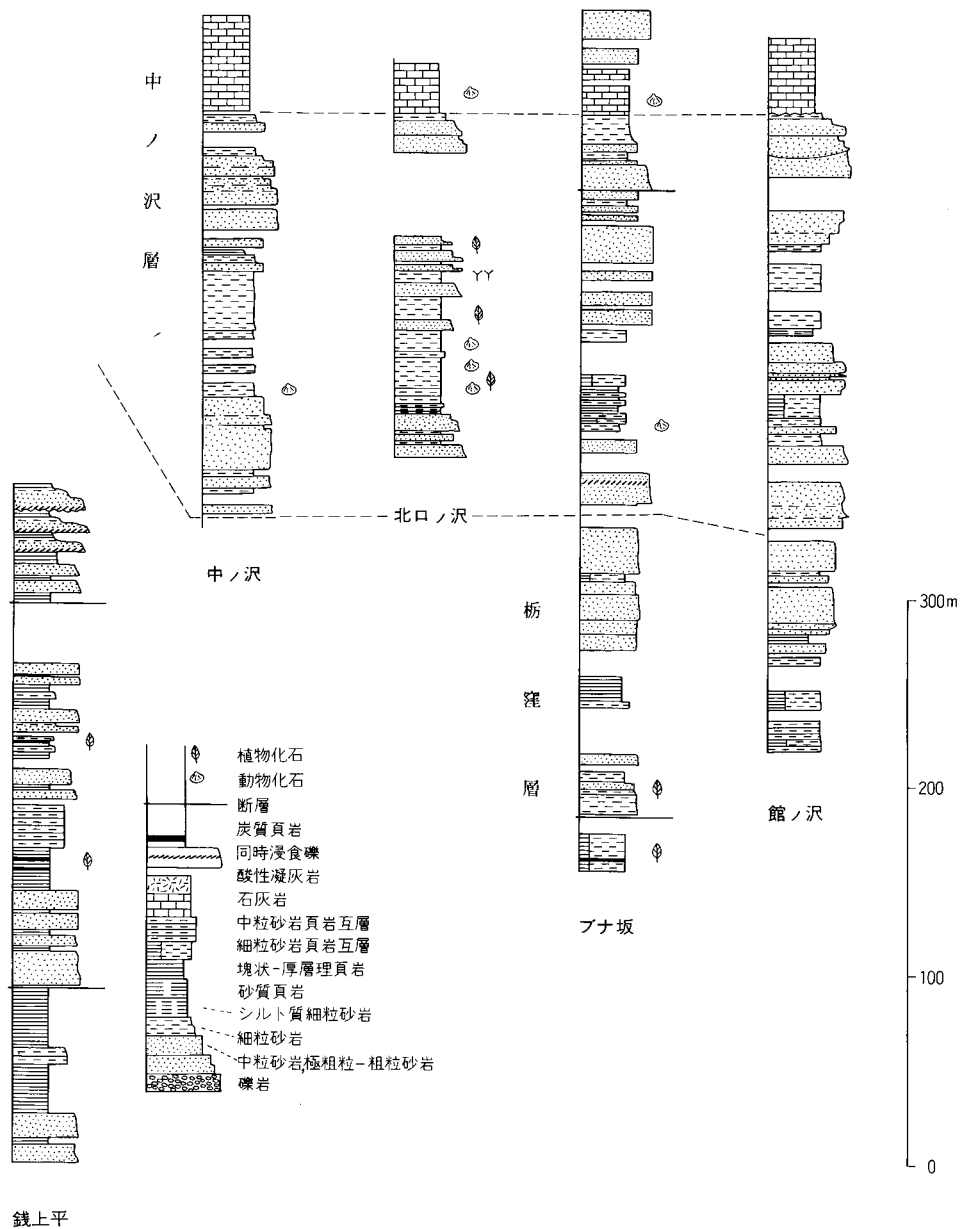 中ノ沢層
中ノ沢
北口ノ沢
栃窪層
ブナ坂
館ノ沢
300m
200
100
0
植物化石
動物化石
断層
炭質頁岩
同時浸食礫
酸性凝灰岩
石灰岩
中粒砂岩頁岩互層
細粒砂岩頁岩互層
塊状-厚層理頁岩
砂質頁岩
シルト質細粒砂岩
細粒砂岩
中粒砂岩,極粗粒-粗粒砂岩
礫岩
銭上平